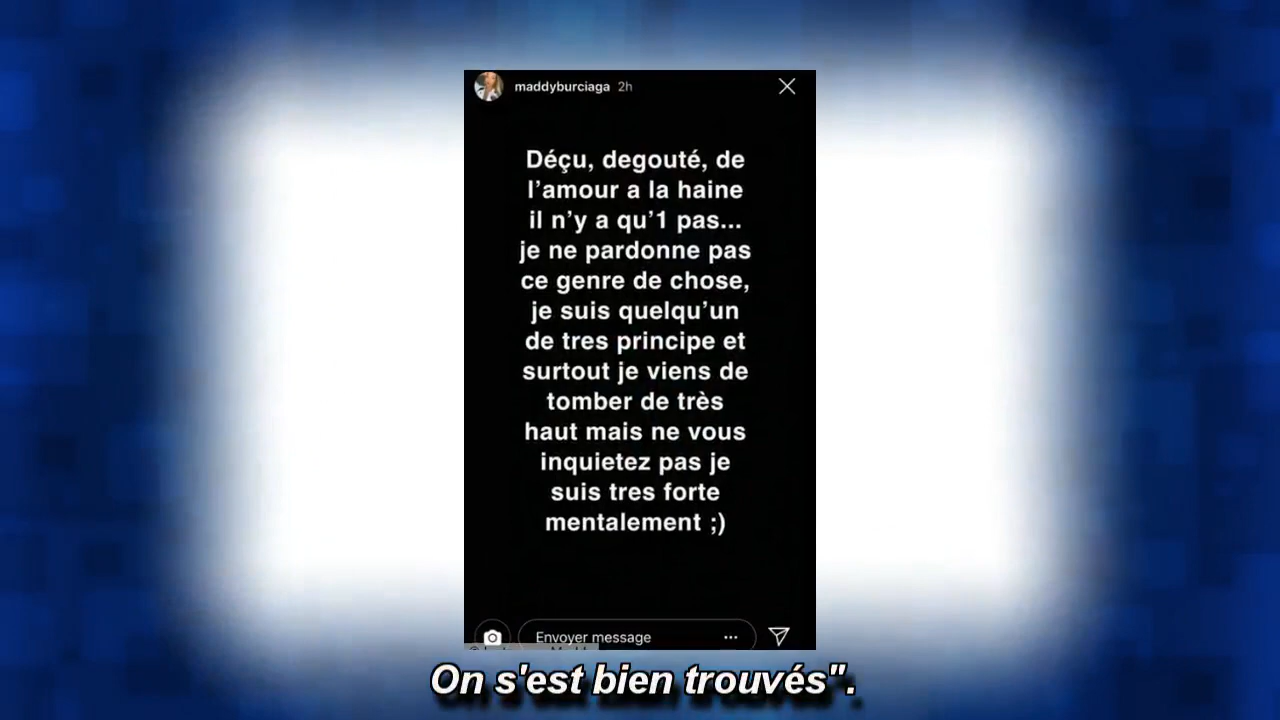 maddyburciaga 2h
Déçu, degouté, de
l'amour a la haine
il n'y a qu'1 pas...
je ne pardonne pas
ce genre de chose,
je suis quelqu'un
de tres principe et
surtout je viens de
tomber de très
haut mais ne vous
inquietez pas je
suis tres forte
mentalement ;)
Envoyer message
On s'est bien trouvés".